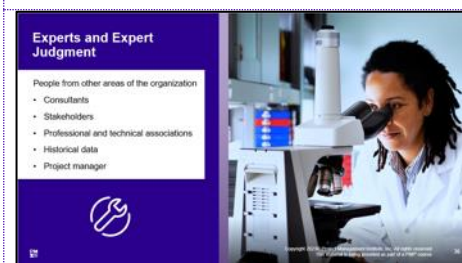 Experts and Expert
Judgment
People from other areas of the organization
• Consultants
• Stakeholders
• Professional and technical associations
• Historical data
• Project manager